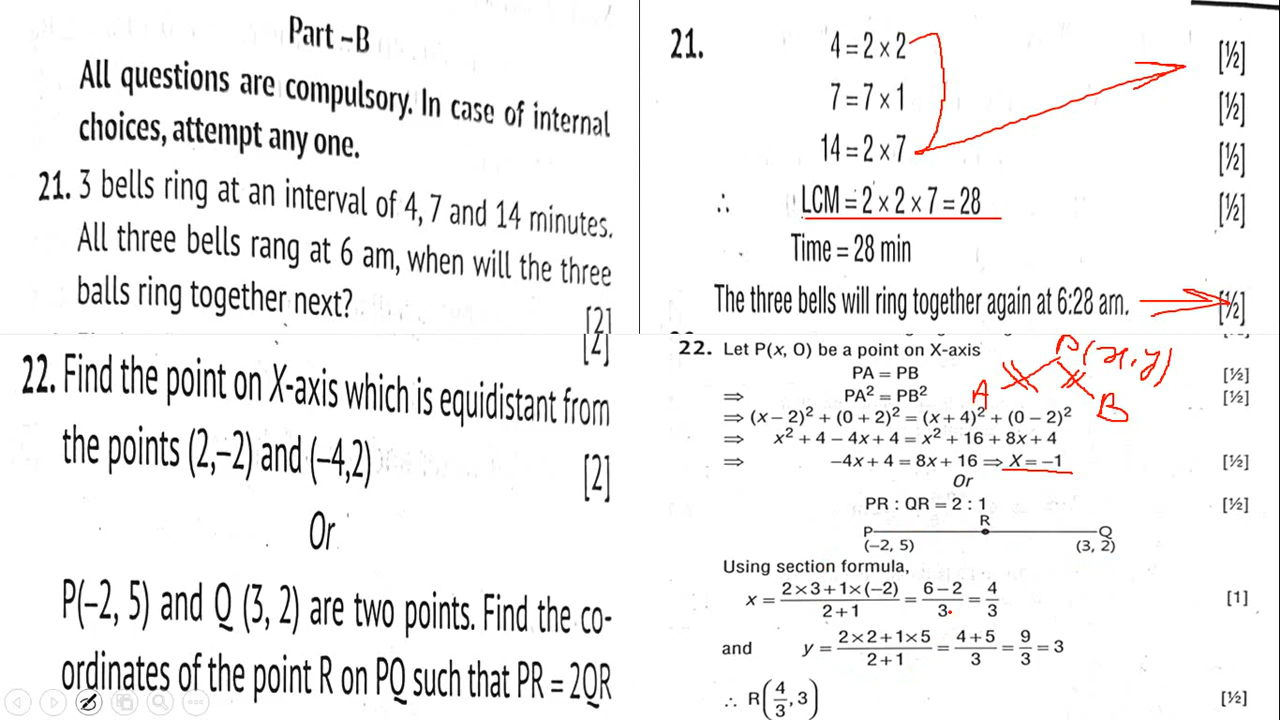 Part –B
All questions are compulsory. In case of internal
choices, attempt any one.
21. 3 bells ring at an interval of 4, 7 and 14 minutes.
All three bells rang at 6 am, when will the three
balls ring together next?
[2]
[2]
22. Find the point on X-axis which is equidistant from
the points (2,–2) and (–4,2)
[2]
Or
P(–2, 5) and Q (3, 2) are two points. Find the co-
ordinates of the point R on PQ such that PR = 2QR
21. 4 = 2 × 2 [½]
7 = 7 × 1 [½]
14 = 2 × 7 [½]
∴ LCM = 2 × 2 × 7 = 28 [½]
Time = 28 min
The three bells will ring together again at 6:28 am. [½]
22. Let P(x, O) be a point on X-axis
P(x, y)
A
B
PA = PB [½]
⇒ PA² = PB² [½]
⇒ (x – 2)² + (0 + 2)² = (x + 4)² + (0 – 2)²
⇒ x² + 4 – 4x + 4 = x² + 16 + 8x + 4
⇒ –4x + 4 = 8x + 16 ⇒ X = –1 [½]
Or
PR : QR = 2 : 1 [½]
R
P Q
(–2, 5) (3, 2)
Using section formula,
x = 2 × 3 + 1 × (–2) / 2 + 1 = 6 – 2 / 3 = 4 / 3 [1]
and y = 2 × 2 + 1 × 5 / 2 + 1 = 4 + 5 / 3 = 9 / 3 = 3
∴ R(4/3, 3) [½]